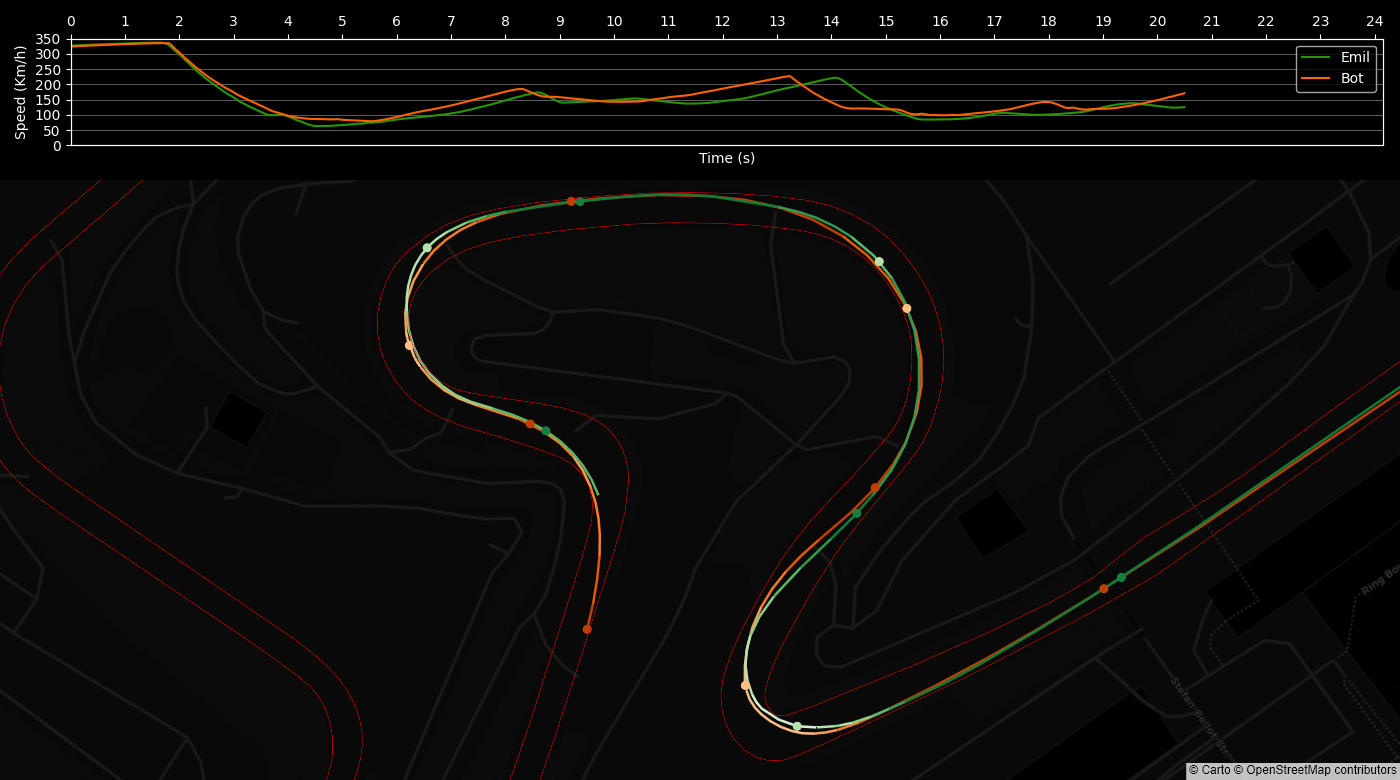 0 1 2 3 4 5 6 7 8 9 10 11 12 13 14 15 16 17 18 19 20 21 22 23 24
350
300
250
200
150
100
50
0
Speed (Km/h)
Emil
Bot
Time (s)
Ring Bo
Stefan-Bellof-Str
© Carto © OpenStreetMap contributors